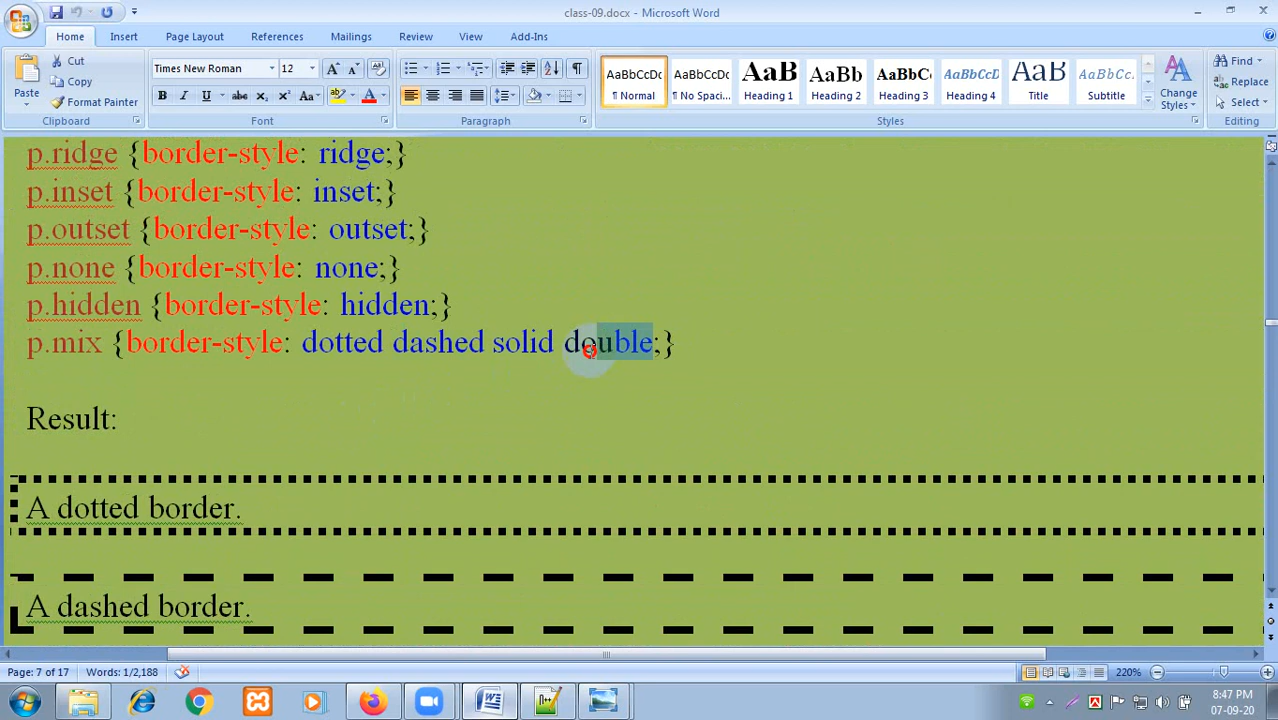 class-09.docx - Microsoft Word
Home Insert Page Layout References Mailings Review View Add-Ins
Paste
Cut
Copy
Format Painter
Clipboard
Times New Roman 12
Font
Paragraph
AaBbCcDc AaBbCcDc AaB AaBb AaBbC AaBbCcD AaB AaBbCcD
¶ Normal ¶ No Spaci... Heading 1 Heading 2 Heading 3 Heading 4 Title Subtitle
Change Styles
Styles
Find
Replace
Select
Editing
p.ridge {border-style: ridge;}
p.inset {border-style: inset;}
p.outset {border-style: outset;}
p.none {border-style: none;}
p.hidden {border-style: hidden;}
p.mix {border-style: dotted dashed solid double;}
Result:
A dotted border.
A dashed border.
Page: 7 of 17 Words: 1/2,188 220%
8:47 PM
07-09-20